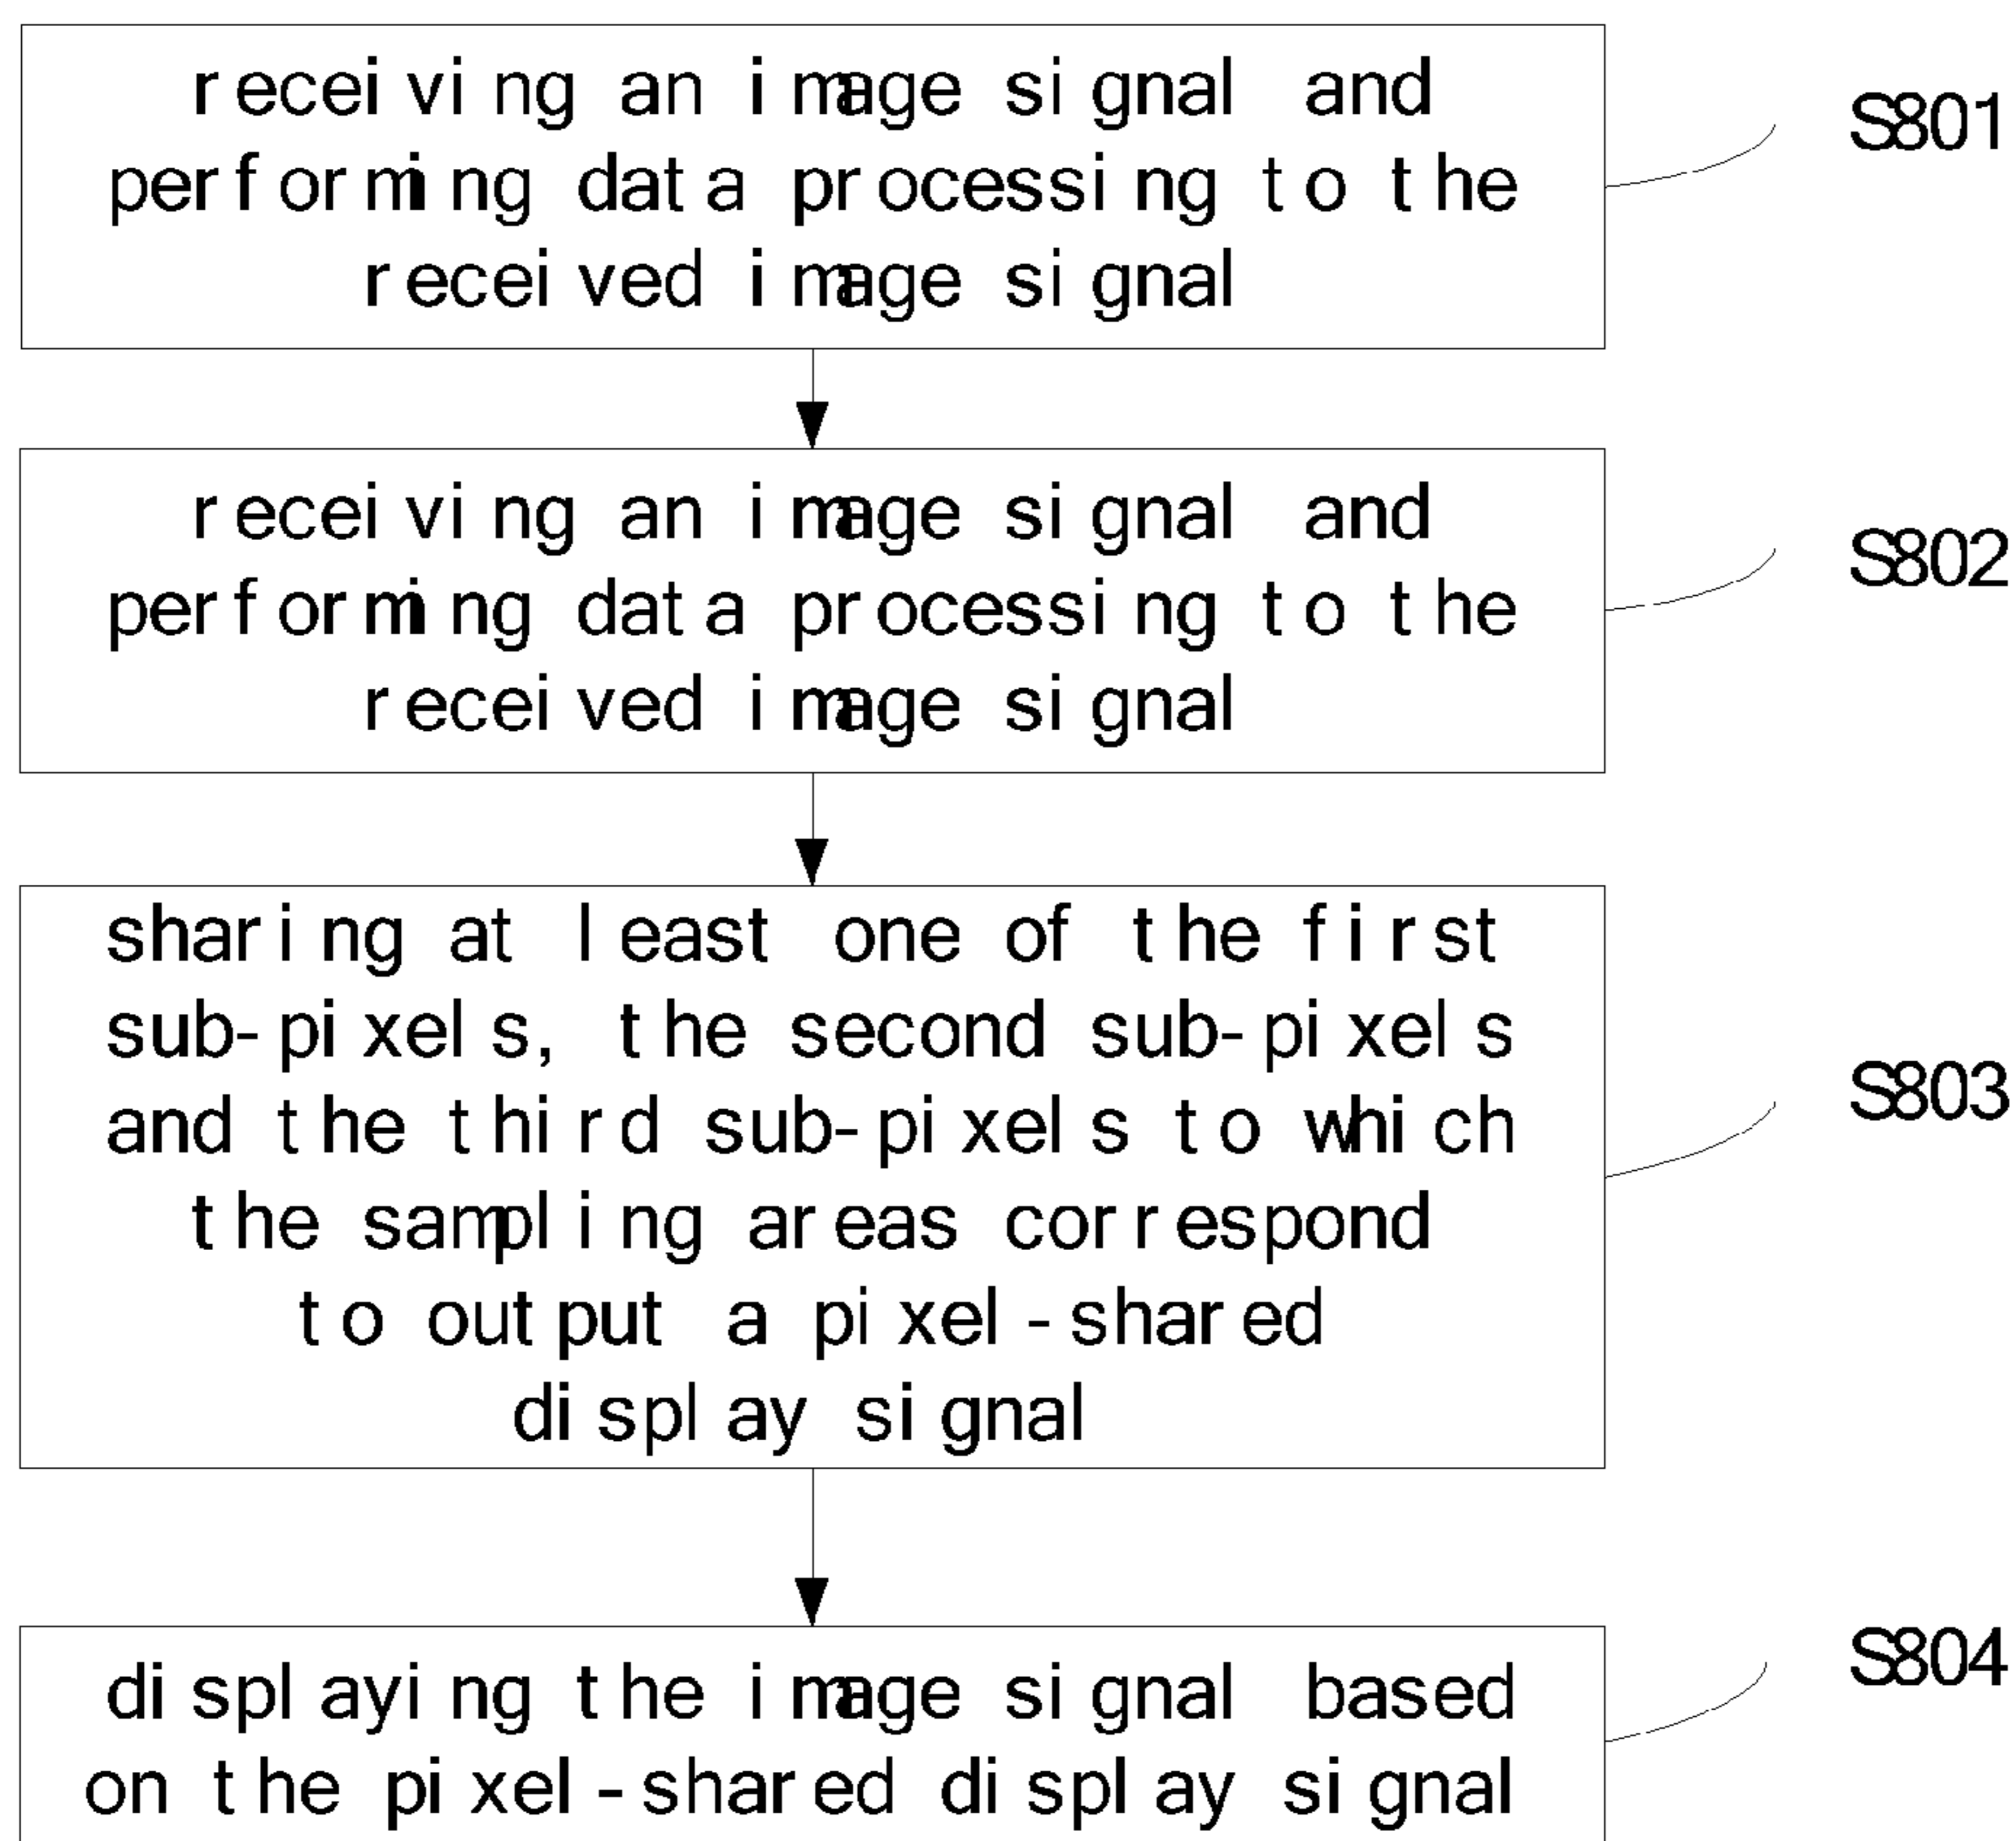 receiving an image signal and
performing data processing to the
received image signal
S801
receiving an image signal and
performing data processing to the
received image signal
S802
sharing at least one of the first
sub-pixels, the second sub-pixels
and the third sub-pixels to which
the sampling areas correspond
to output a pixel-shared
display signal
S803
displaying the image signal based
on the pixel-shared display signal
S804